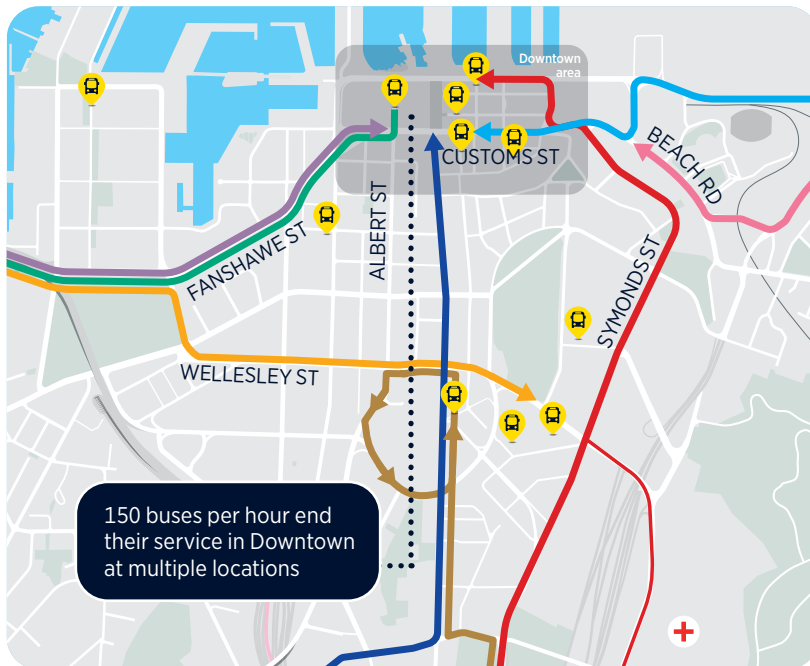 Downtown
area
CUSTOMS ST
BEACH RD
ALBERT ST
FANSHAWE ST
SYMONDS ST
WELLESLEY ST
150 buses per hour end
their service in Downtown
at multiple locations